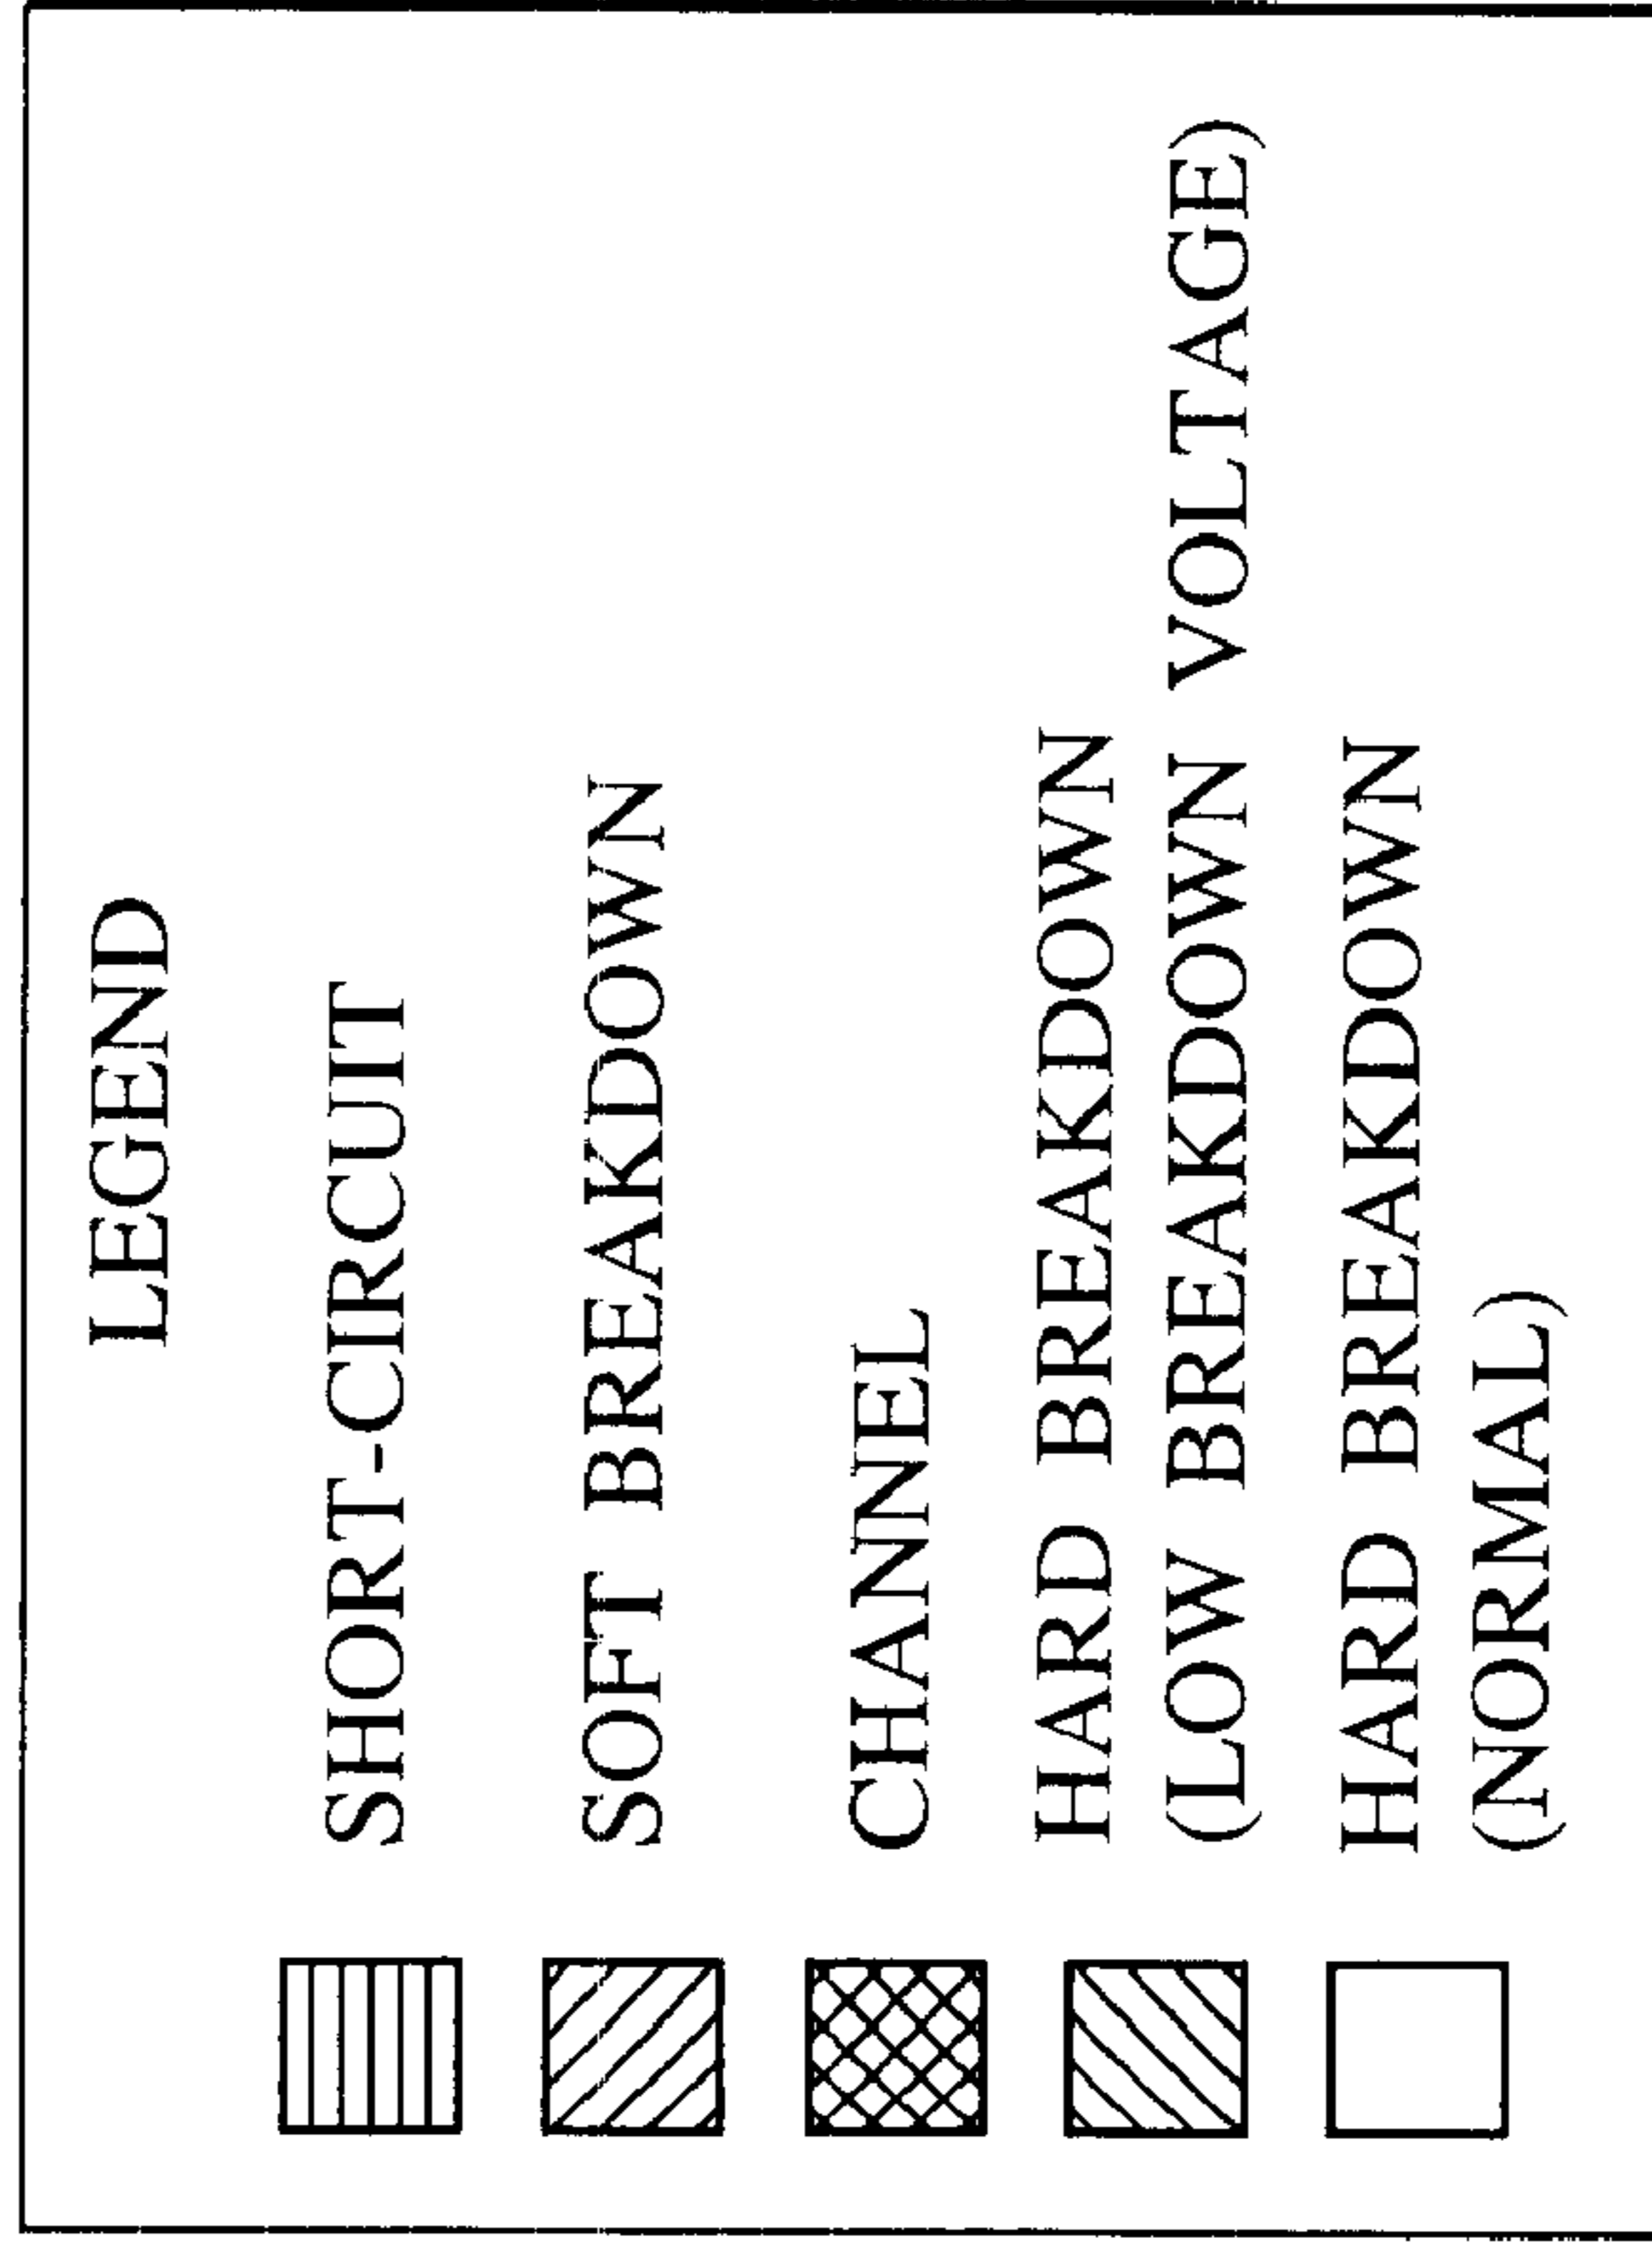 LEGEND
SHORT-CIRCUIT
SOFT BREAKDOWN
CHANNEL
HARD BREAKDOWN
(LOW BREAKDOWN VOLTAGE)
HARD BREAKDOWN
(NORMAL)